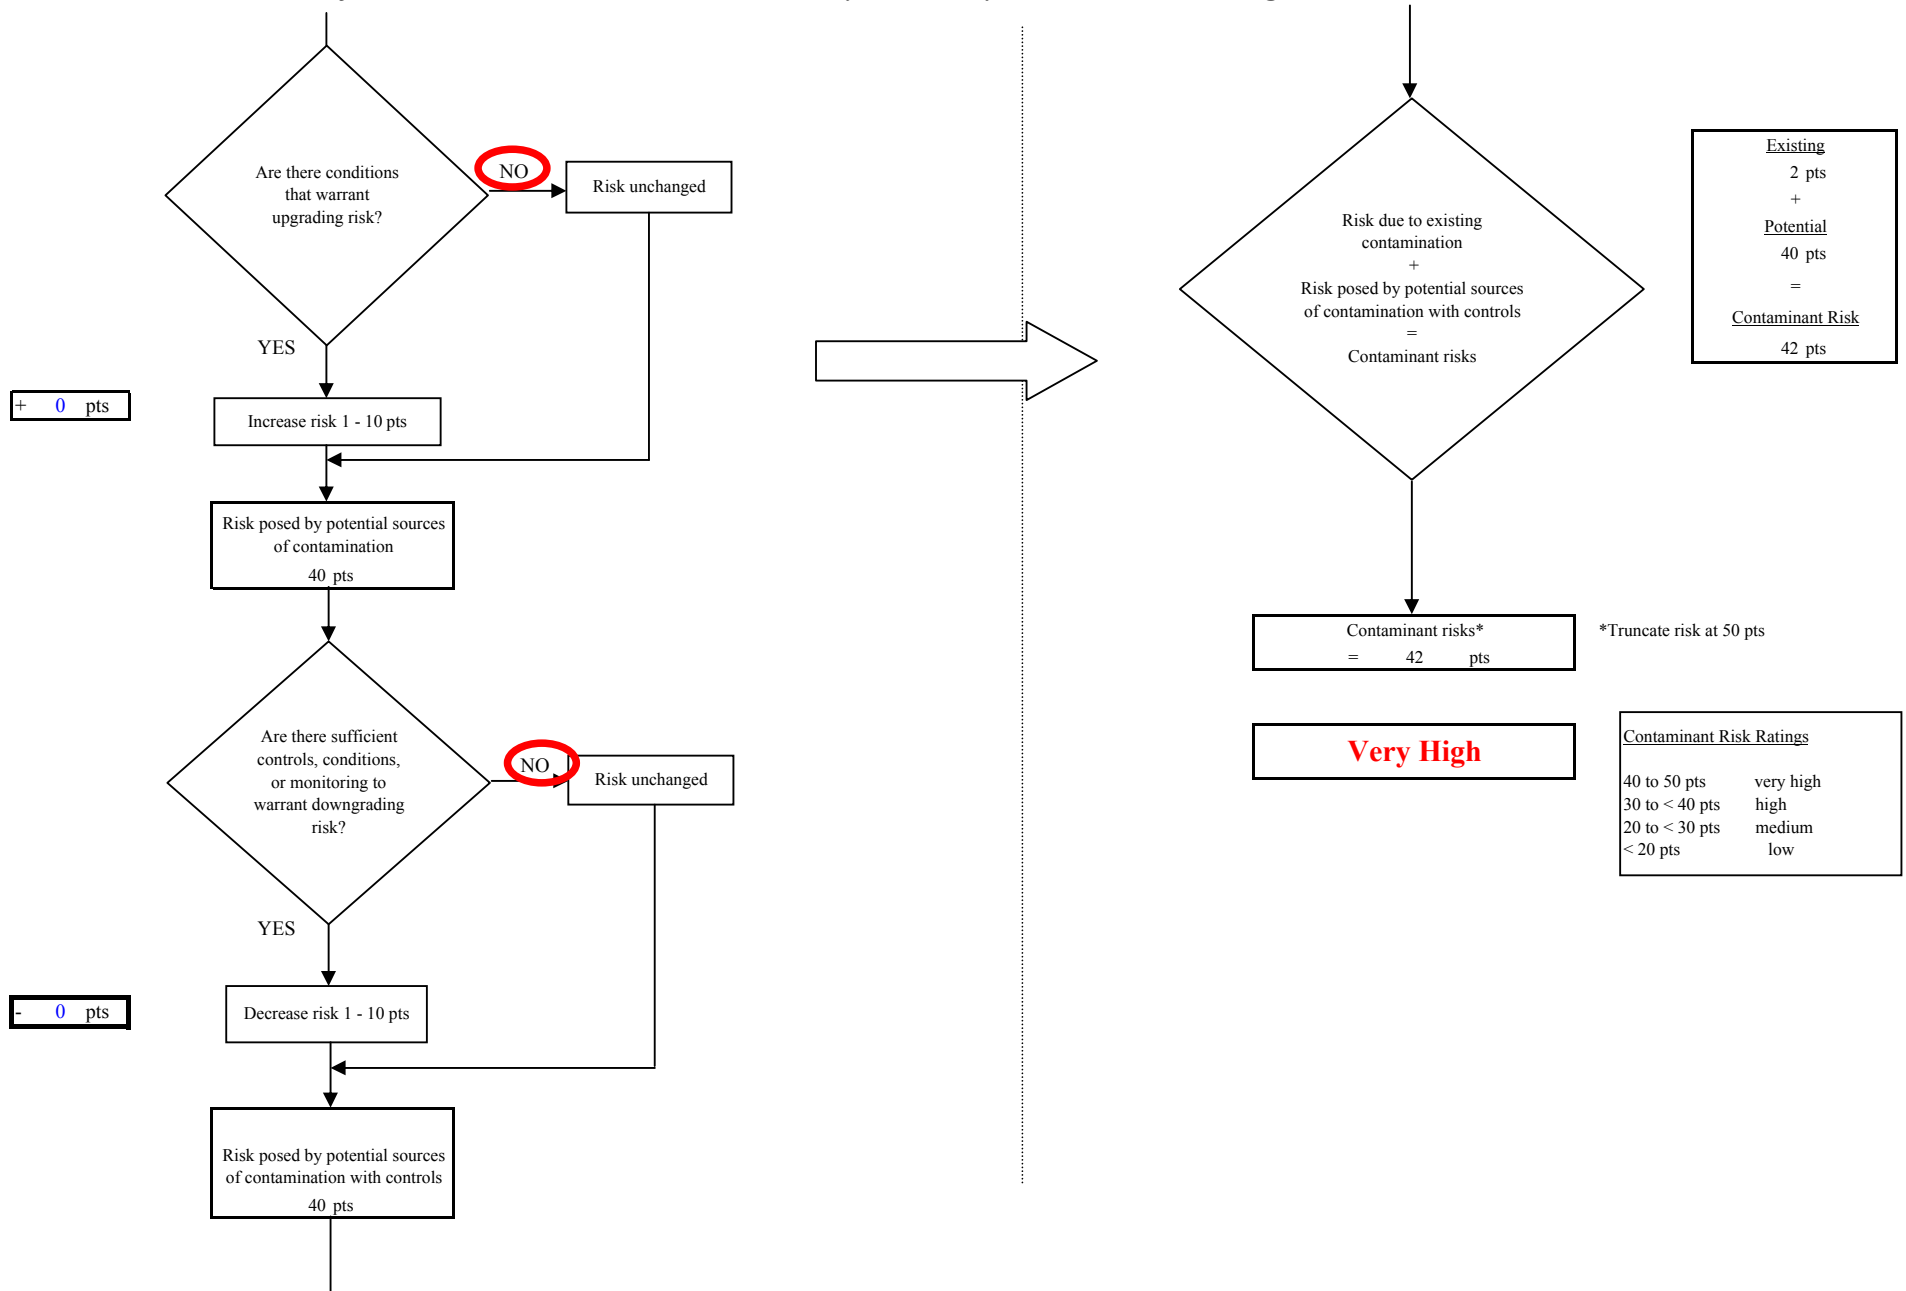 Are there conditions
that warrant
upgrading risk?
NO
Risk unchanged
YES
+ 0 pts
Increase risk 1 - 10 pts
Risk posed by potential sources
of contamination
40 pts
Are there sufficient
controls, conditions,
or monitoring to
warrant downgrading
risk?
NO
Risk unchanged
YES
- 0 pts
Decrease risk 1 - 10 pts
Risk posed by potential sources
of contamination with controls
40 pts
Risk due to existing
contamination
+
Risk posed by potential sources
of contamination with controls
=
Contaminant risks
Existing
2 pts
+
Potential
40 pts
=
Contaminant Risk
42 pts
Contaminant risks*
= 42 pts
*Truncate risk at 50 pts
Very High
Contaminant Risk Ratings
40 to 50 pts very high
30 to < 40 pts high
20 to < 30 pts medium
< 20 pts low